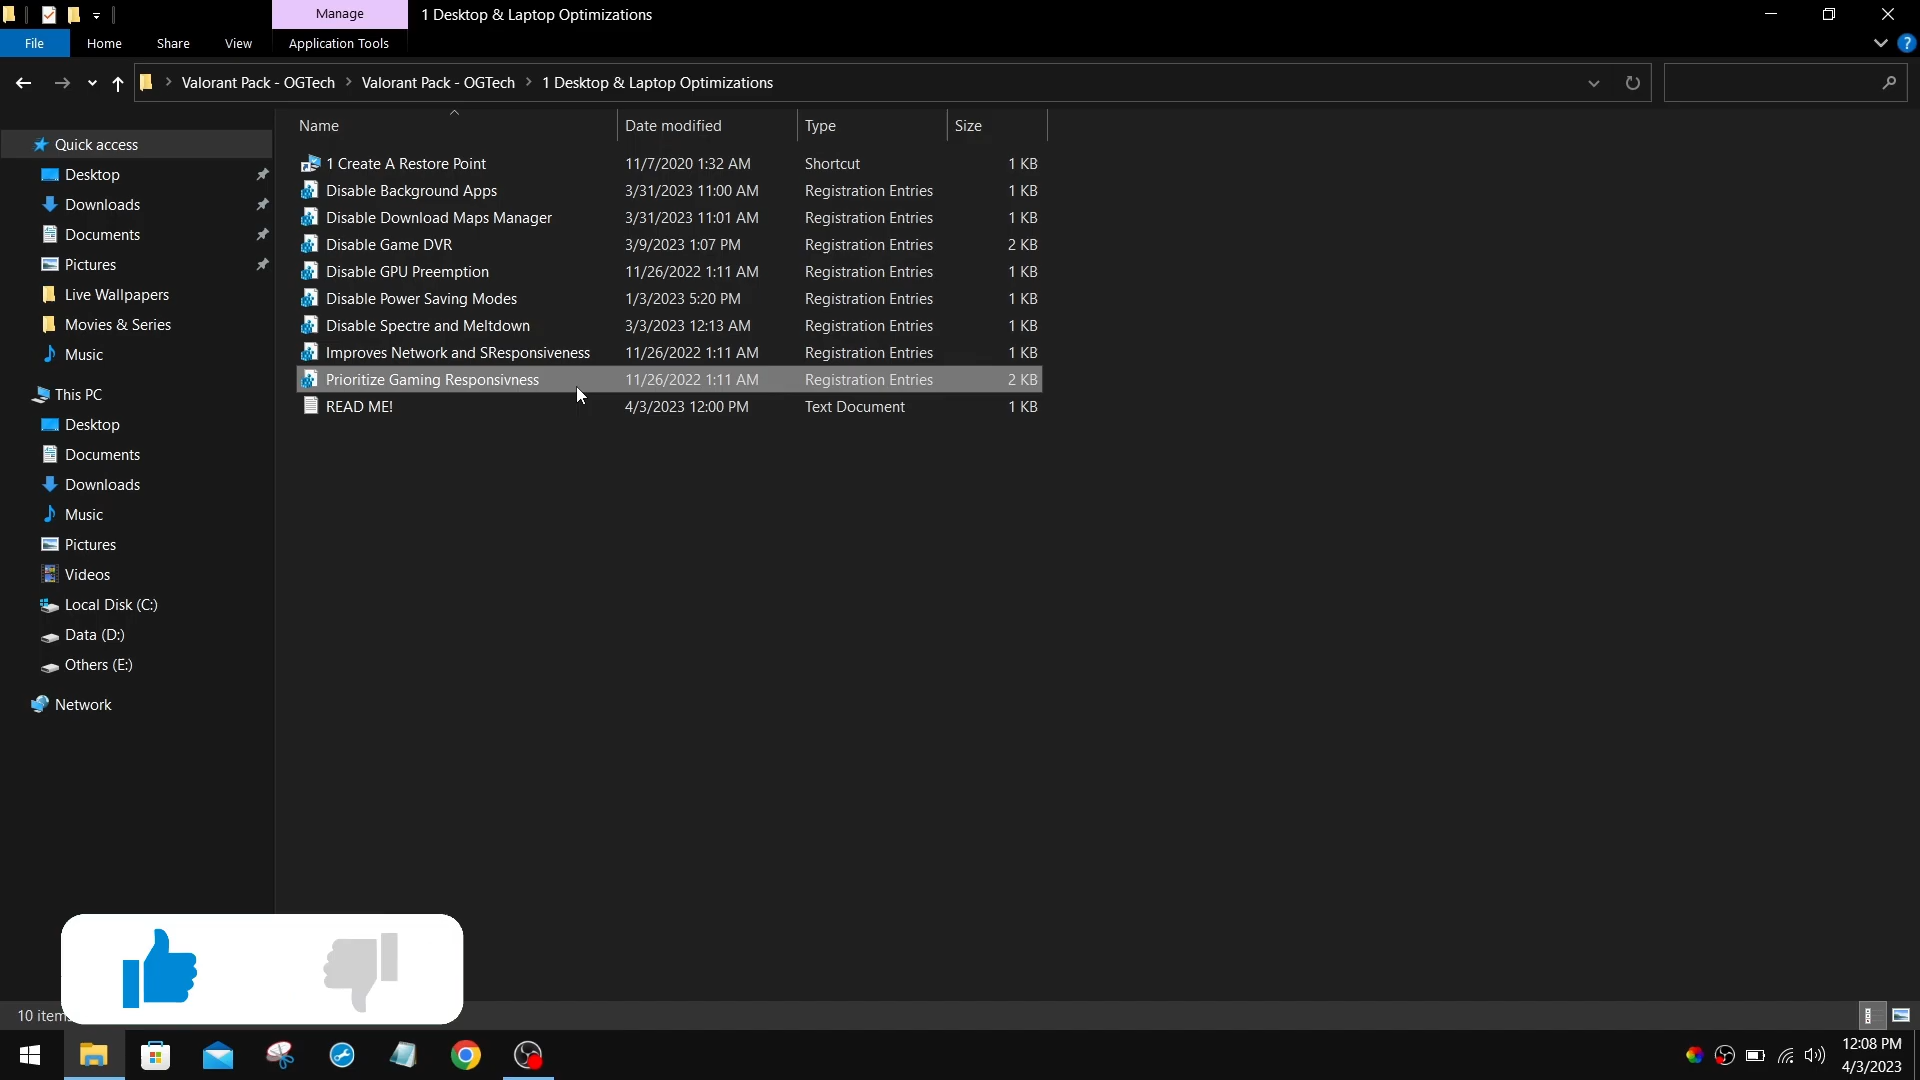 Manage
1 Desktop & Laptop Optimizations
File
Home
Share
View
Application Tools
Valorant Pack - OGTech
Valorant Pack - OGTech
1 Desktop & Laptop Optimizations
Name
Date modified
Type
Size
Quick access
Desktop
Downloads
Documents
Pictures
Live Wallpapers
Movies & Series
Music
This PC
Desktop
Documents
Downloads
Music
Pictures
Videos
Local Disk (C:)
Data (D:)
Others (E:)
Network
1 Create A Restore Point 11/7/2020 1:32 AM Shortcut 1 KB
Disable Background Apps 3/31/2023 11:00 AM Registration Entries 1 KB
Disable Download Maps Manager 3/31/2023 11:01 AM Registration Entries 1 KB
Disable Game DVR 3/9/2023 1:07 PM Registration Entries 2 KB
Disable GPU Preemption 11/26/2022 1:11 AM Registration Entries 1 KB
Disable Power Saving Modes 1/3/2023 5:20 PM Registration Entries 1 KB
Disable Spectre and Meltdown 3/3/2023 12:13 AM Registration Entries 1 KB
Improves Network and SResponsiveness 11/26/2022 1:11 AM Registration Entries 1 KB
Prioritize Gaming Responsivness 11/26/2022 1:11 AM Registration Entries 2 KB
READ ME! 4/3/2023 12:00 PM Text Document 1 KB
10 items
12:08 PM
4/3/2023